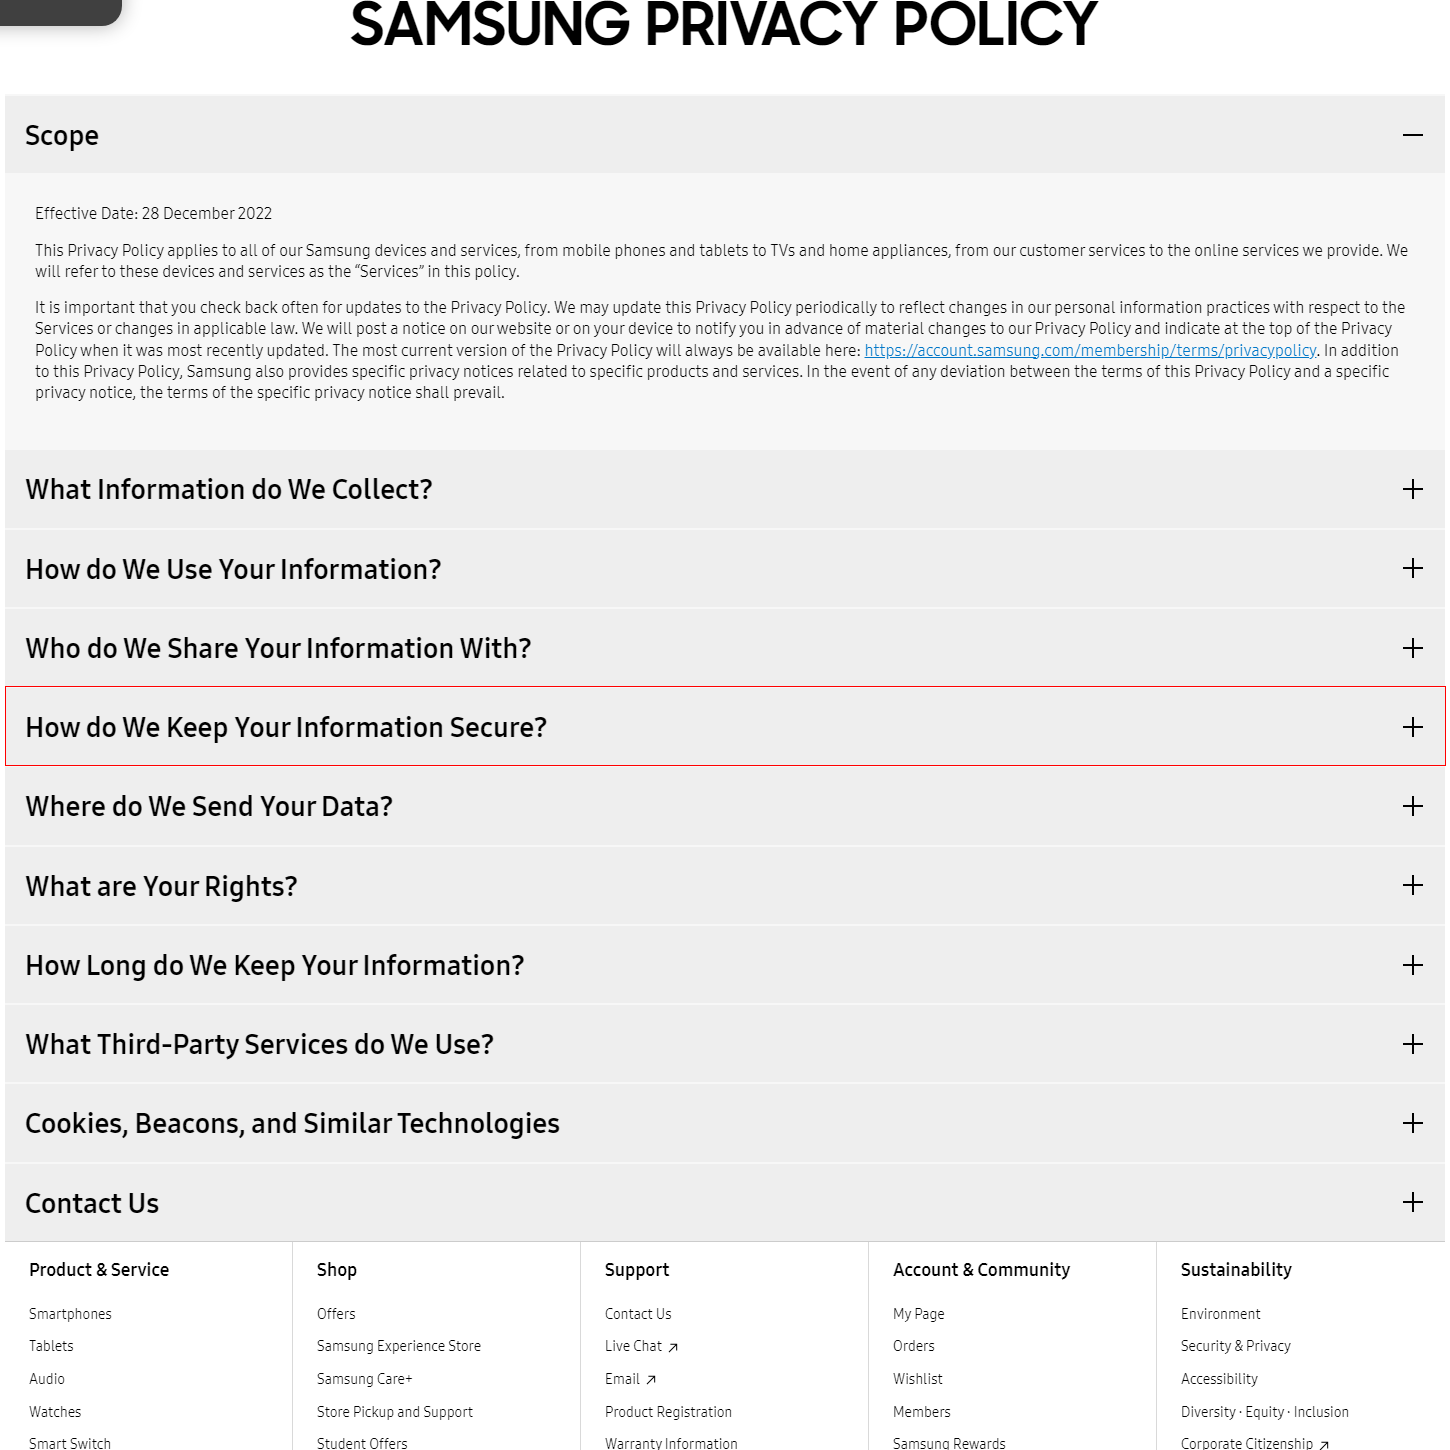 SAMSUNG PRIVACY POLICY
Scope
Effective Date: 28 December 2022
This Privacy Policy applies to all of our Samsung devices and services, from mobile phones and tablets to TVs and home appliances, from our customer services to the online services we provide. We
will refer to these devices and services as the “Services” in this policy.
It is important that you check back often for updates to the Privacy Policy. We may update this Privacy Policy periodically to reflect changes in our personal information practices with respect to the
Services or changes in applicable law. We will post a notice on our website or on your device to notify you in advance of material changes to our Privacy Policy and indicate at the top of the Privacy
Policy when it was most recently updated. The most current version of the Privacy Policy will always be available here: https://account.samsung.com/membership/terms/privacypolicy. In addition
to this Privacy Policy, Samsung also provides specific privacy notices related to specific products and services. In the event of any deviation between the terms of this Privacy Policy and a specific
privacy notice, the terms of the specific privacy notice shall prevail.
What Information do We Collect?
How do We Use Your Information?
Who do We Share Your Information With?
How do We Keep Your Information Secure?
Where do We Send Your Data?
What are Your Rights?
How Long do We Keep Your Information?
What Third-Party Services do We Use?
Cookies, Beacons, and Similar Technologies
Contact Us
Product & Service
Smartphones
Tablets
Audio
Watches
Smart Switch
Shop
Offers
Samsung Experience Store
Samsung Care+
Store Pickup and Support
Student Offers
Support
Contact Us
Live Chat
Email
Product Registration
Warranty Information
Account & Community
My Page
Orders
Wishlist
Members
Samsung Rewards
Sustainability
Environment
Security & Privacy
Accessibility
Diversity · Equity · Inclusion
Corporate Citizenship